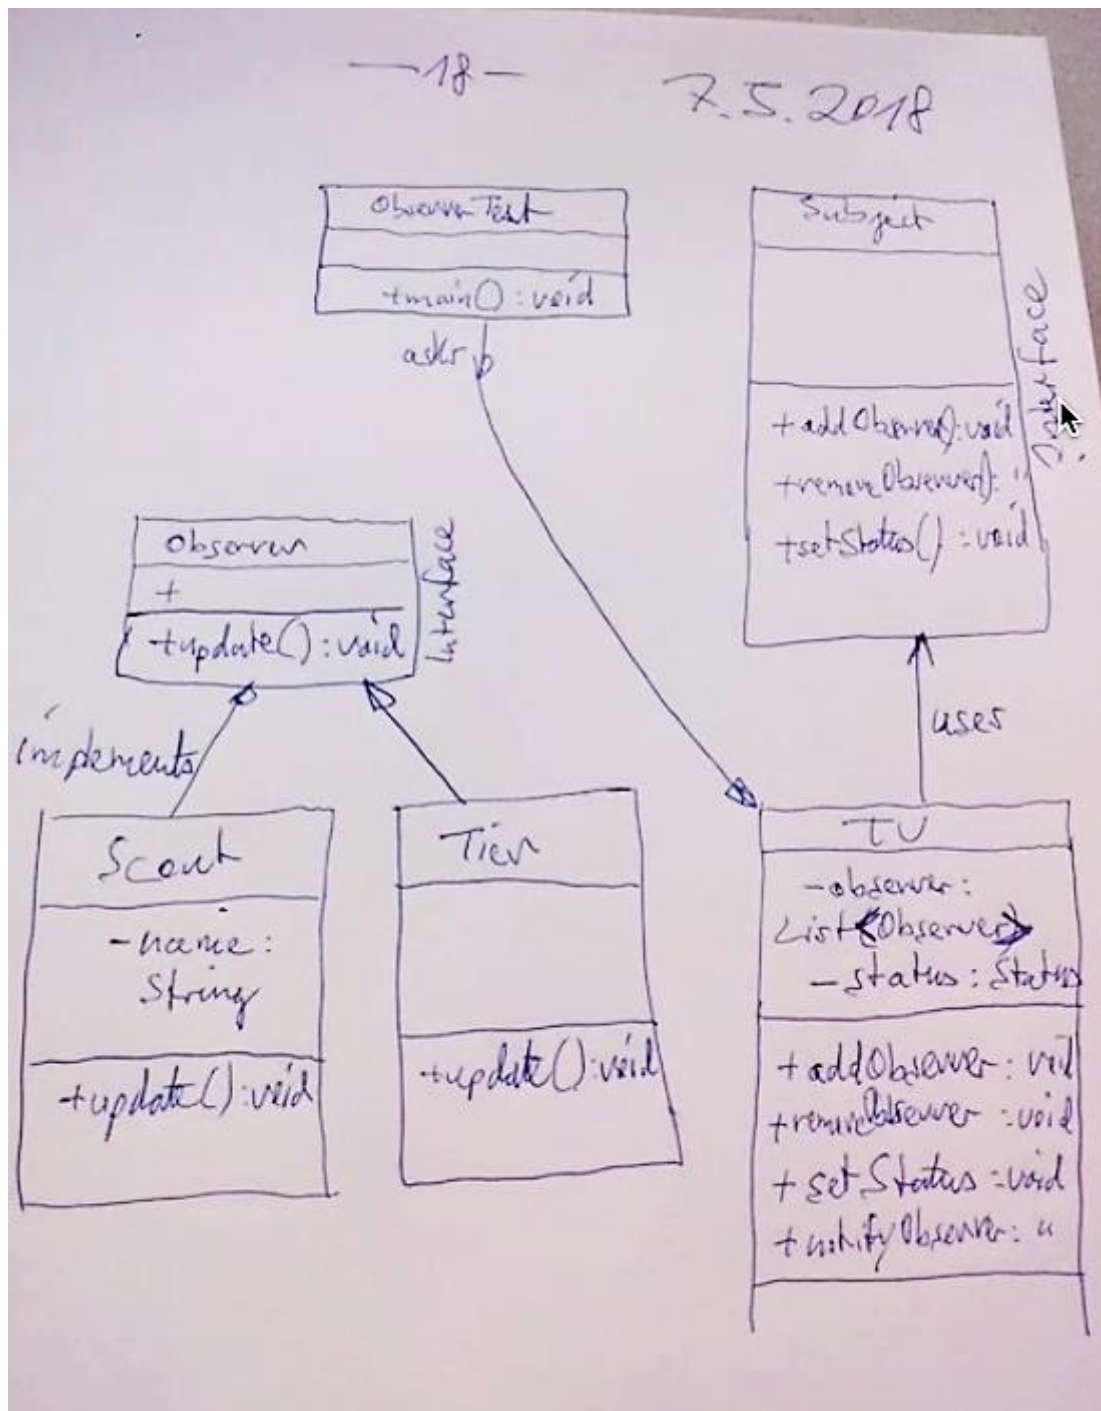 —18—
7.5.2018
ObserverTest
+main() : void
asks
Subject
+addObserver(): void
+removeObserver(): "
+setStatus() : void
Interface
Observer
+
+update() : void
Interface
implements
uses
Scout
-name :
String
+update() : void
+update() : void
TV
-observer :
List<Observer>
-status : Status
+addObserver : void
+removeObserver : void
+setStatus : void
+notifyObserver : "